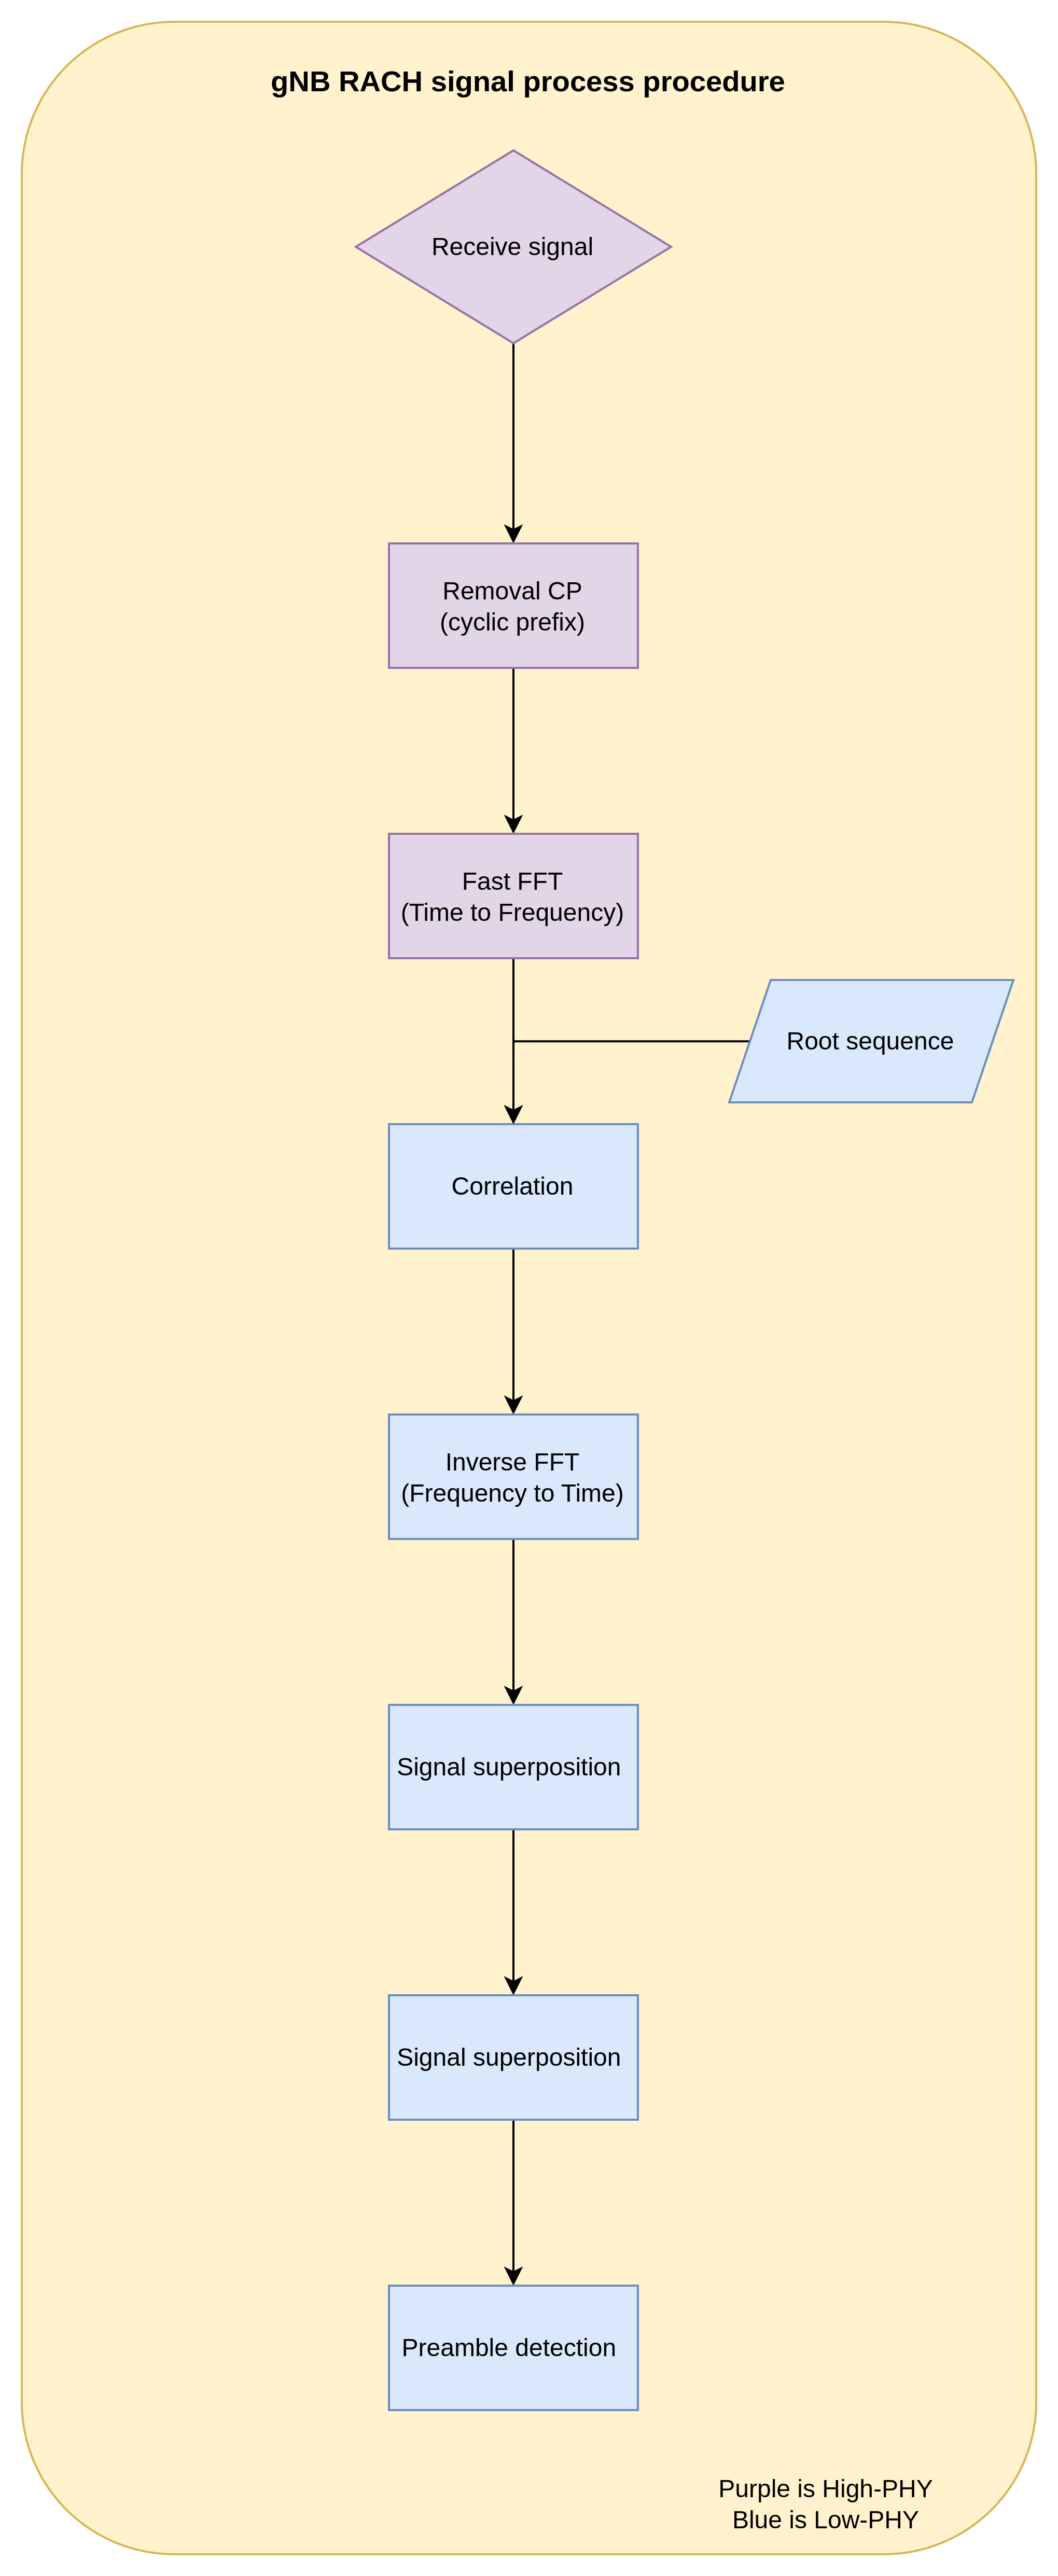 gNB RACH signal process procedure
Receive signal
Removal CP
(cyclic prefix)
Fast FFT
(Time to Frequency)
Root sequence
Correlation
Inverse FFT
(Frequency to Time)
Signal superposition
Signal superposition
Preamble detection
Purple is High-PHY
Blue is Low-PHY